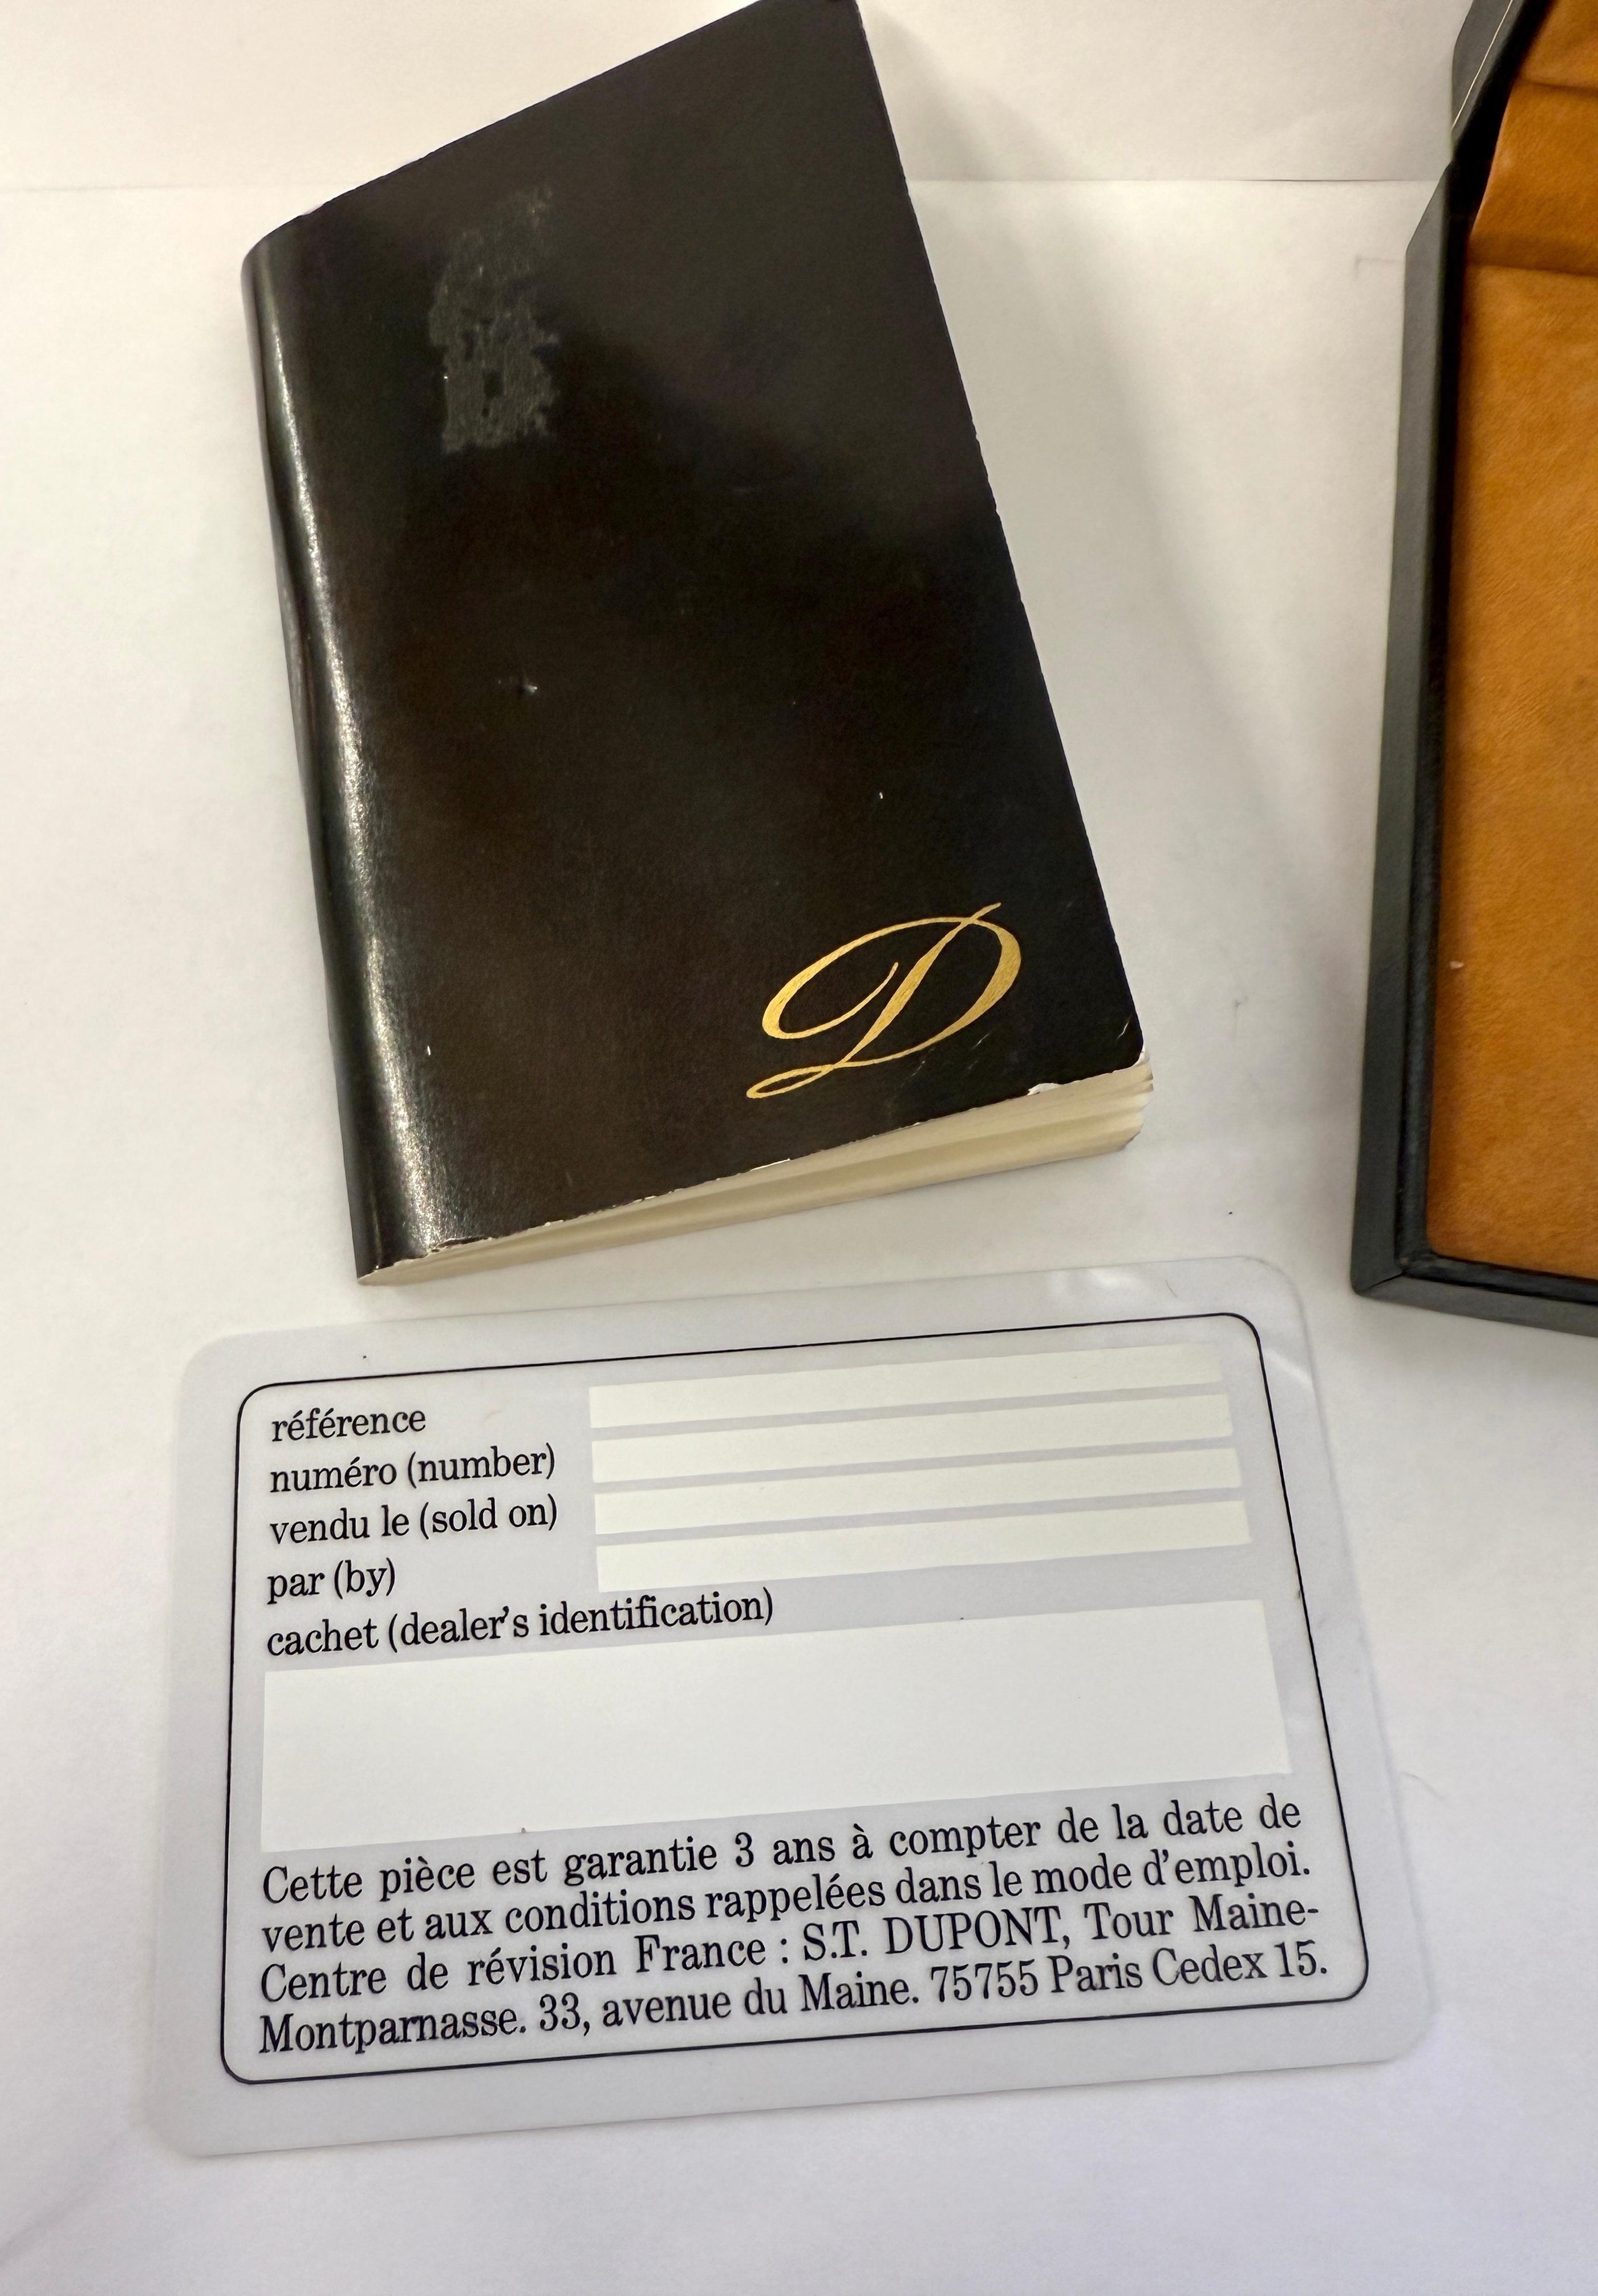 D
référence
numéro (number)
vendu le (sold on)
par (by)
cachet (dealer's identification)
Cette pièce est garantie 3 ans à compter de la date de
vente et aux conditions rappelées dans le mode d'emploi.
Centre de révision France : S.T. DUPONT, Tour Maine-
Montparnasse. 33, avenue du Maine. 75755 Paris Cedex 15.